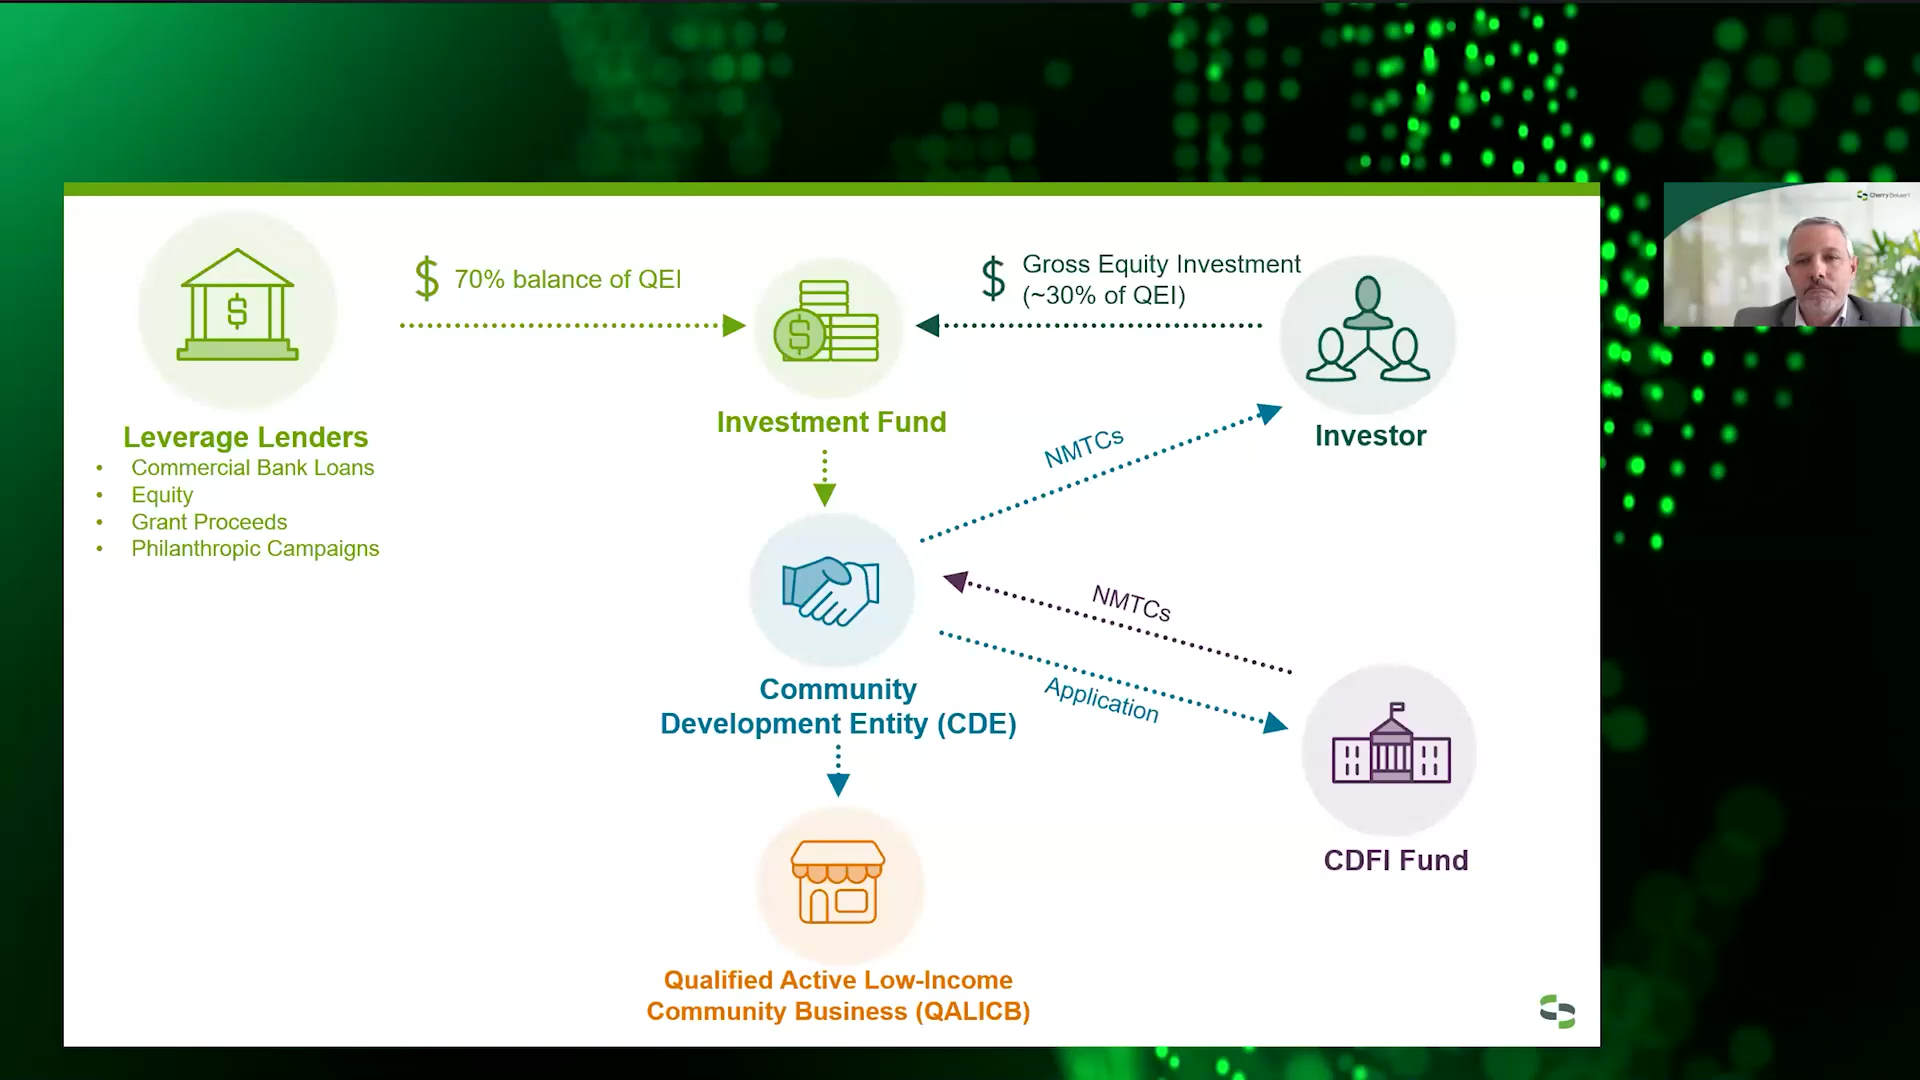 $ 70% balance of QEI
$ Gross Equity Investment
(~30% of QEI)
Leverage Lenders
• Commercial Bank Loans
• Equity
• Grant Proceeds
• Philanthropic Campaigns
Investment Fund
Investor
NMTCs
NMTCs
Application
Community
Development Entity (CDE)
CDFI Fund
Qualified Active Low-Income
Community Business (QALICB)
Cherry Bekaert